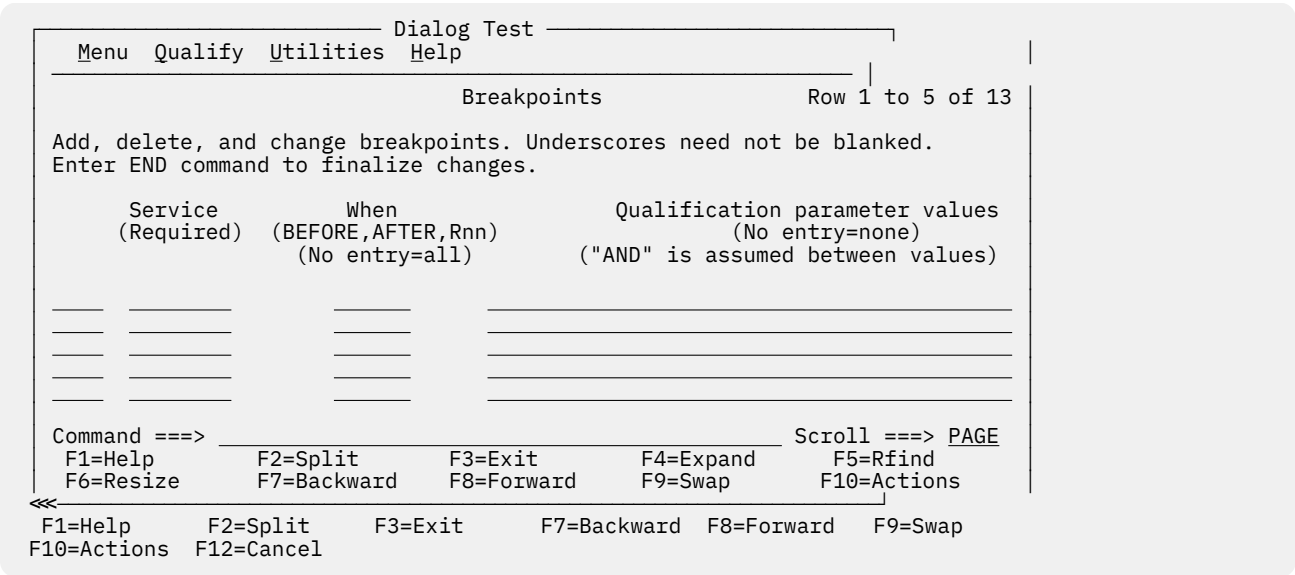 Dialog Test
Menu Qualify Utilities Help
Breakpoints Row 1 to 5 of 13
Add, delete, and change breakpoints. Underscores need not be blanked.
Enter END command to finalize changes.
Service When Qualification parameter values
(Required) (BEFORE,AFTER,Rnn) (No entry=none)
(No entry=all) ("AND" is assumed between values)
Command ===> Scroll ===> PAGE
F1=Help F2=Split F3=Exit F4=Expand F5=Rfind
F6=Resize F7=Backward F8=Forward F9=Swap F10=Actions
<<<
F1=Help F2=Split F3=Exit F7=Backward F8=Forward F9=Swap
F10=Actions F12=Cancel